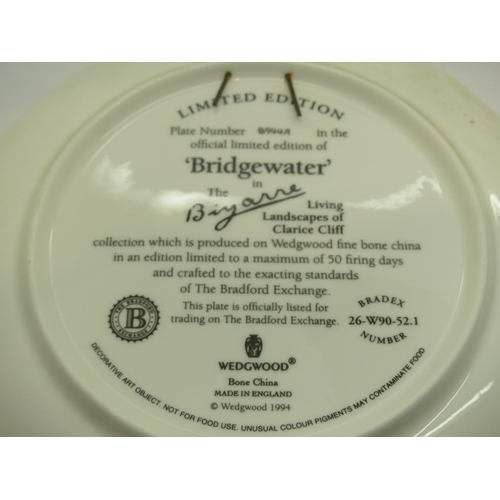 LIMITED EDITION
Plate Number in the
official limited edition of
'Bridgewater'
in
The Bizarre Living
Landscapes of
Clarice Cliff
collection which is produced on Wedgwood fine bone china
in an edition limited to a maximum of 50 firing days
and crafted to the exacting standards
of The Bradford Exchange.
This plate is officially listed for
trading on The Bradford Exchange.
BRADEX
26-W90-52.1
NUMBER
THE BRADFORD EXCHANGE
B
WEDGWOOD®
Bone China
MADE IN ENGLAND
© Wedgwood 1994
DECORATIVE ART OBJECT. NOT FOR FOOD USE. UNUSUAL COLOUR PIGMENTS MAY CONTAMINATE FOOD